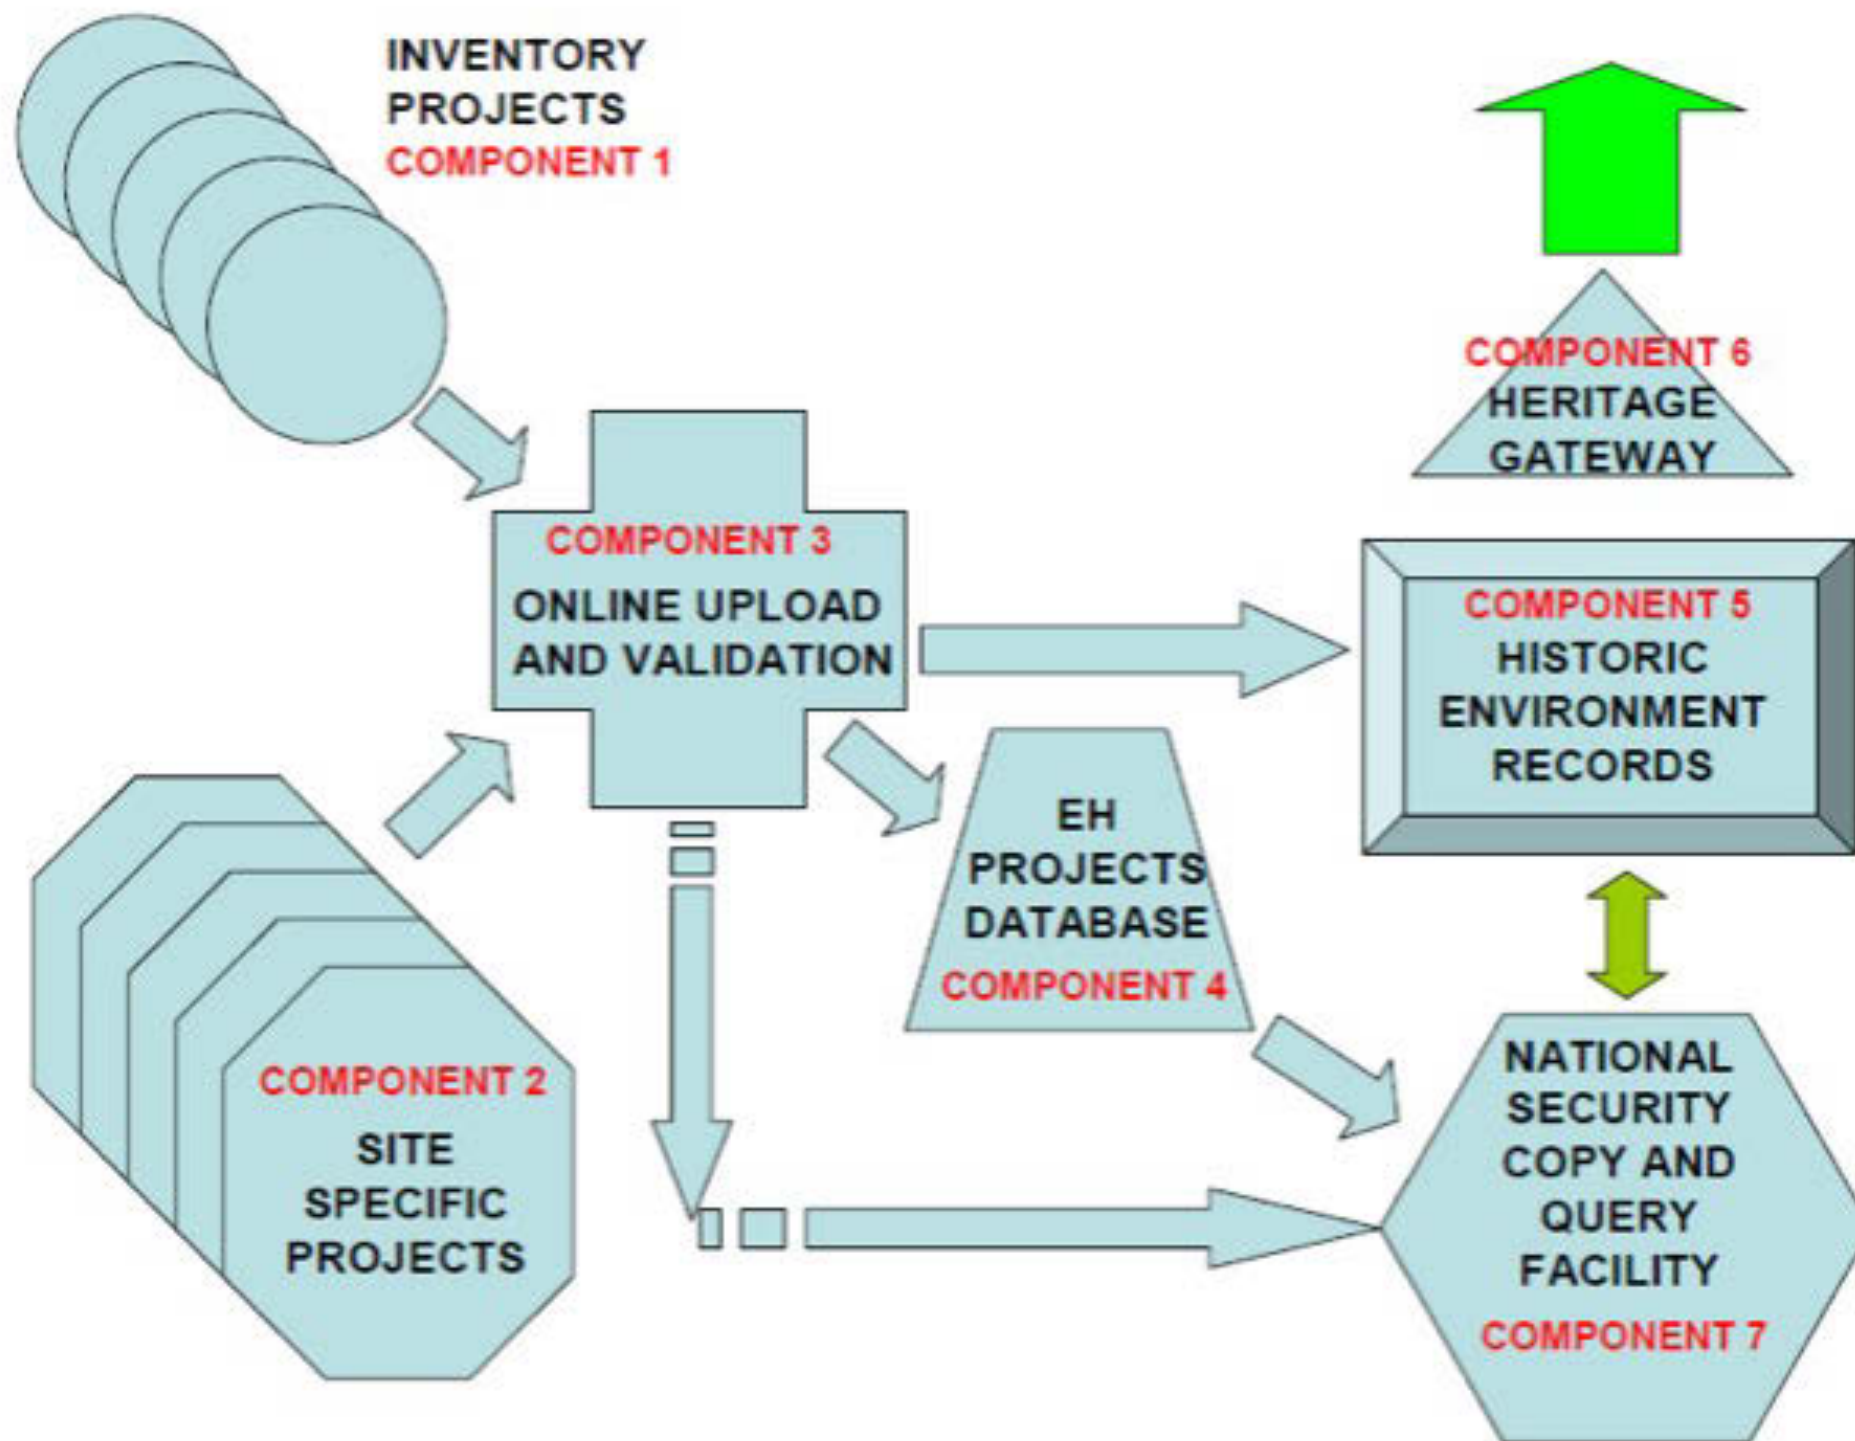 INVENTORY
PROJECTS
COMPONENT 1
COMPONENT 6
HERITAGE
GATEWAY
COMPONENT 3
ONLINE UPLOAD
AND VALIDATION
COMPONENT 5
HISTORIC
ENVIRONMENT
RECORDS
EH
PROJECTS
DATABASE
COMPONENT 4
COMPONENT 2
SITE
SPECIFIC
PROJECTS
NATIONAL
SECURITY
COPY AND
QUERY
FACILITY
COMPONENT 7